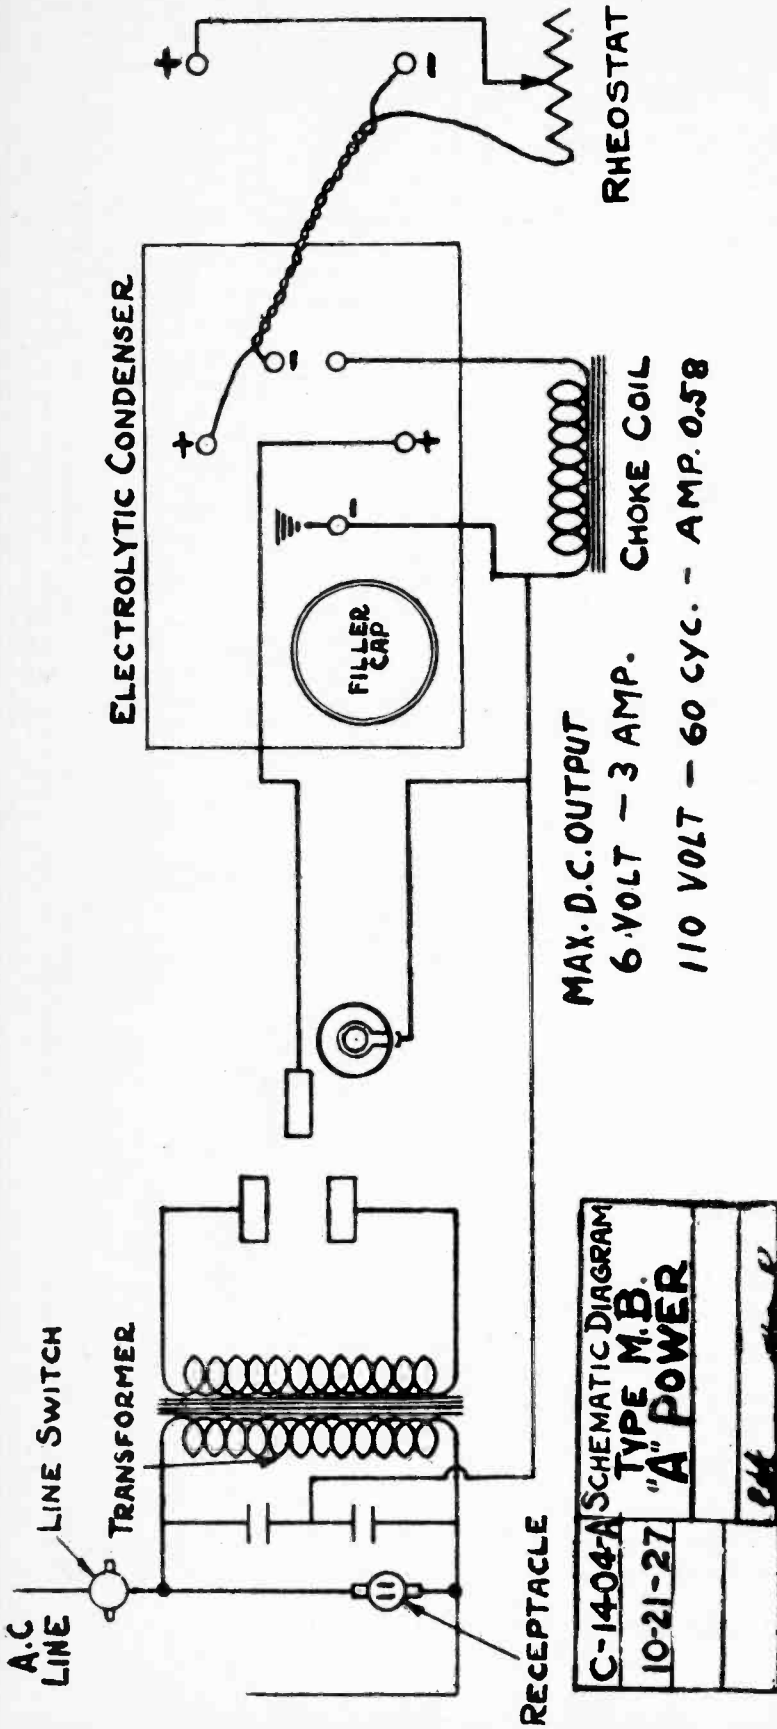 A.C
LINE
LINE SWITCH
TRANSFORMER
RECEPTACLE
ELECTROLYTIC CONDENSER
+
-
-
+
FILLER
CAP
+
-
RHEOSTAT
CHOKE COIL
MAX. D.C. OUTPUT
6 VOLT - 3 AMP.
110 VOLT - 60 CYC. - AMP. 0.58
C-1404-A
10-21-27
SCHEMATIC DIAGRAM
TYPE M.B.
"A" POWER